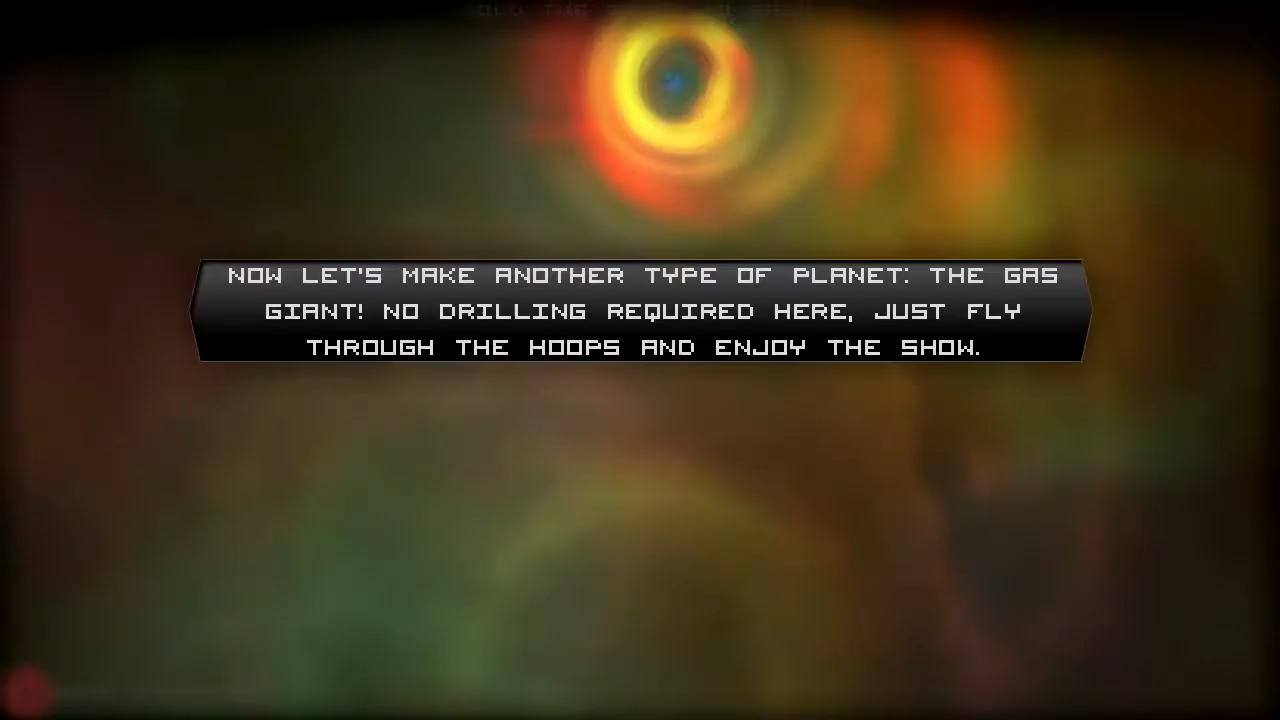 NOW LET'S MAKE ANOTHER TYPE OF PLANET: THE GAS
GIANT! NO DRILLING REQUIRED HERE, JUST FLY
THROUGH THE HOOPS AND ENJOY THE SHOW.